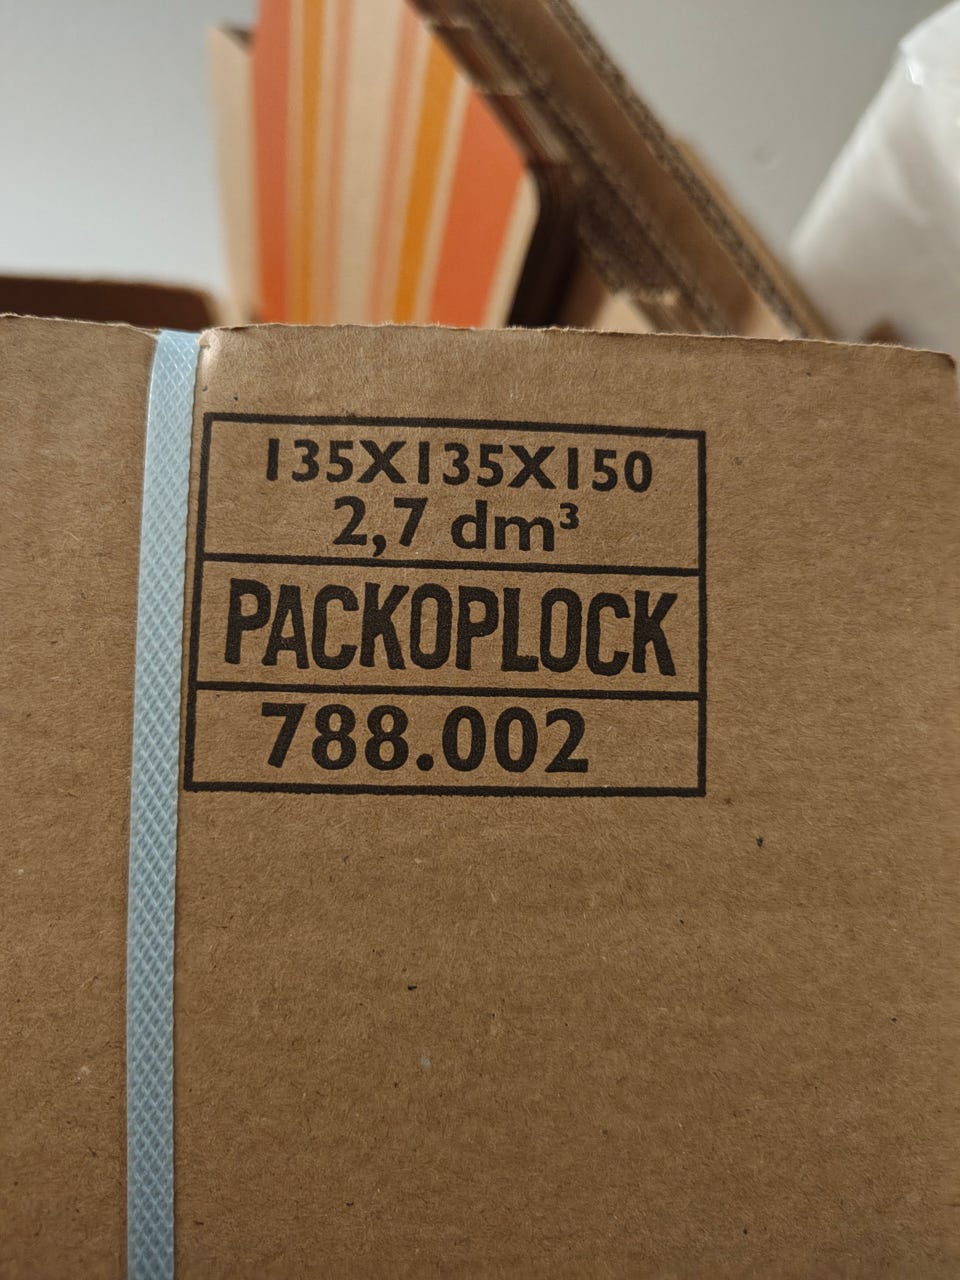 135X135X150
2,7 dm³
PACKOPLOCK
788.002